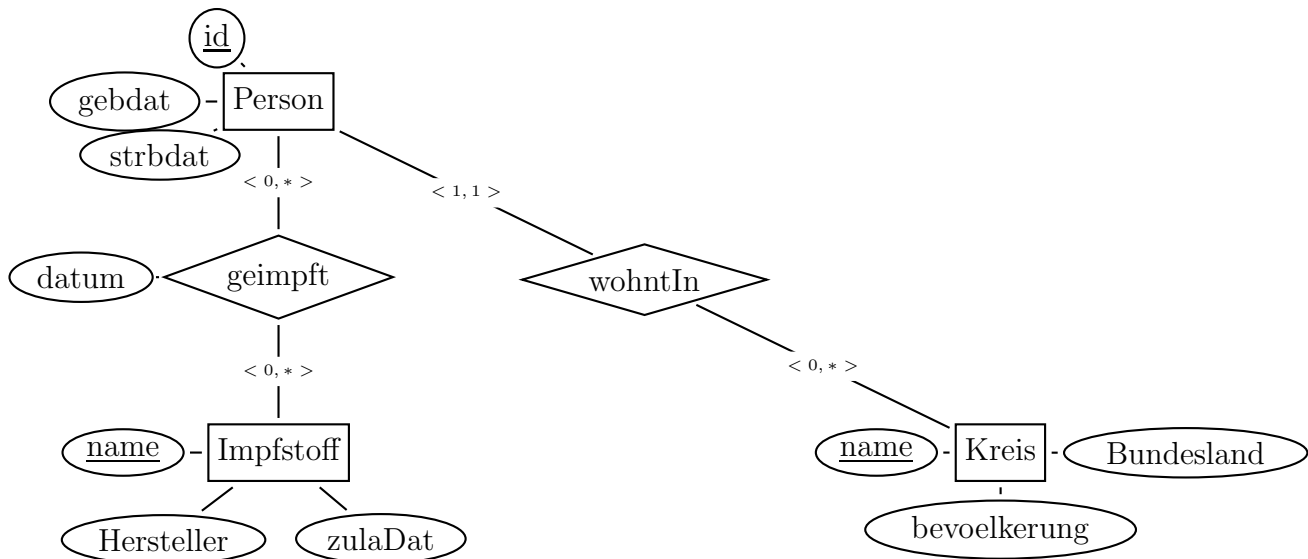 id
gebdat
Person
strbdat
< 0, * >
< 1, 1 >
datum
geimpft
wohntIn
< 0, * >
< 0, * >
name
Impfstoff
name
Kreis
Bundesland
Hersteller
zulaDat
bevoelkerung